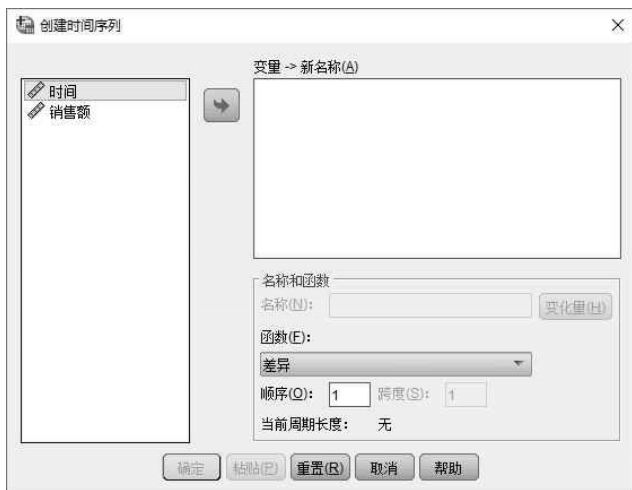 创建时间序列
变量 -> 新名称(A)
时间
销售额
名称和函数
名称(N):
变化量(H)
函数(F):
差异
顺序(O): 1 跨度(S): 1
当前周期长度： 无
确定 粘贴(P) 重置(R) 取消 帮助